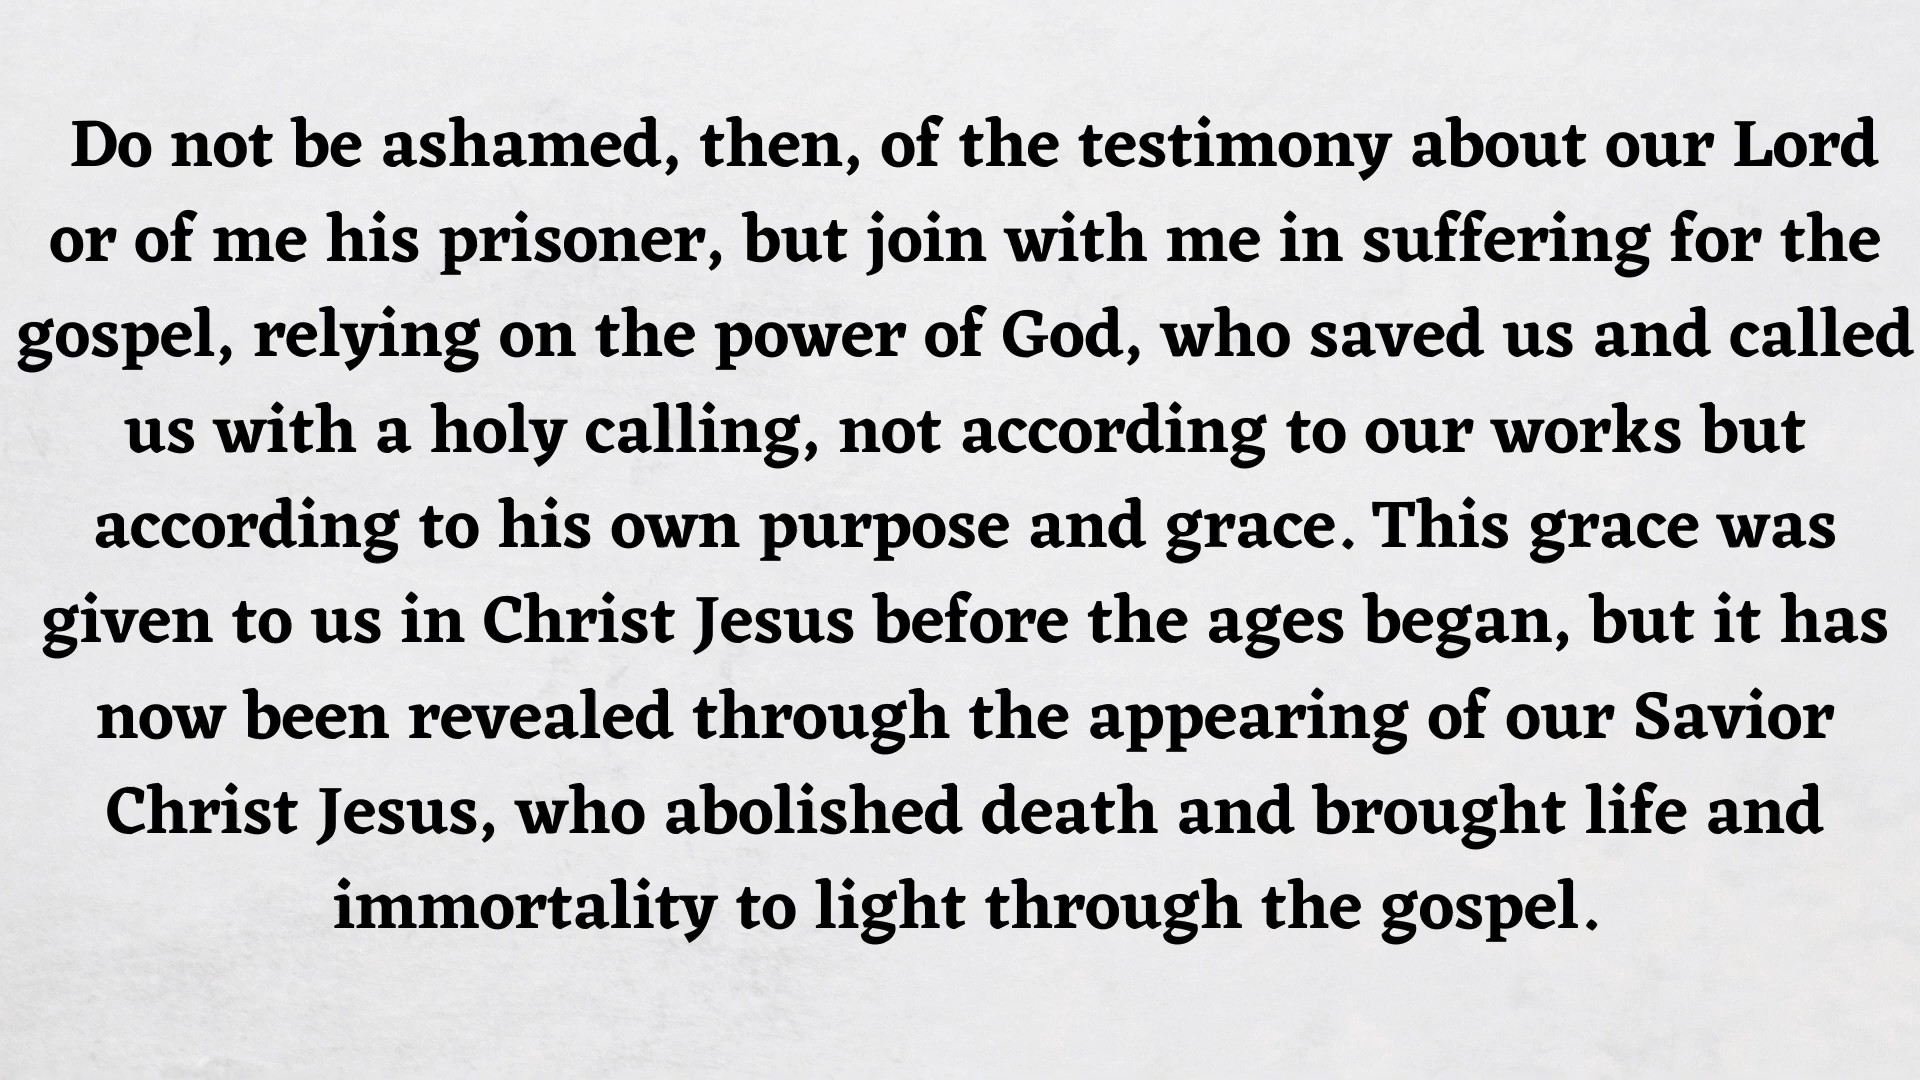 Do not be ashamed, then, of the testimony about our Lord
or of me his prisoner, but join with me in suffering for the
gospel, relying on the power of God, who saved us and called
us with a holy calling, not according to our works but
according to his own purpose and grace. This grace was
given to us in Christ Jesus before the ages began, but it has
now been revealed through the appearing of our Savior
Christ Jesus, who abolished death and brought life and
immortality to light through the gospel.